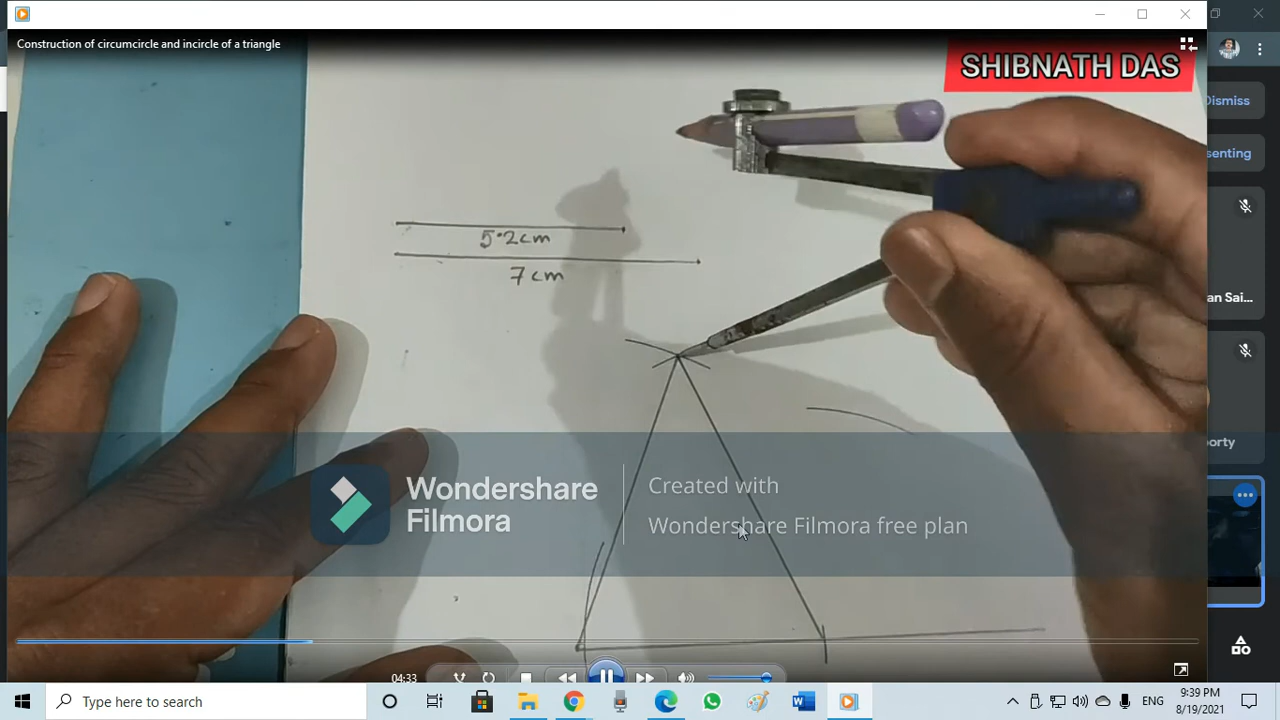 Construction of circumcircle and incircle of a triangle
SHIBNATH DAS
Dismiss
senting
5.2cm
7 cm
an Sai...
orty
Wondershare
Filmora
Created with
Wondershare Filmora free plan
04:33
Type here to search
ENG
9:39 PM
8/19/2021